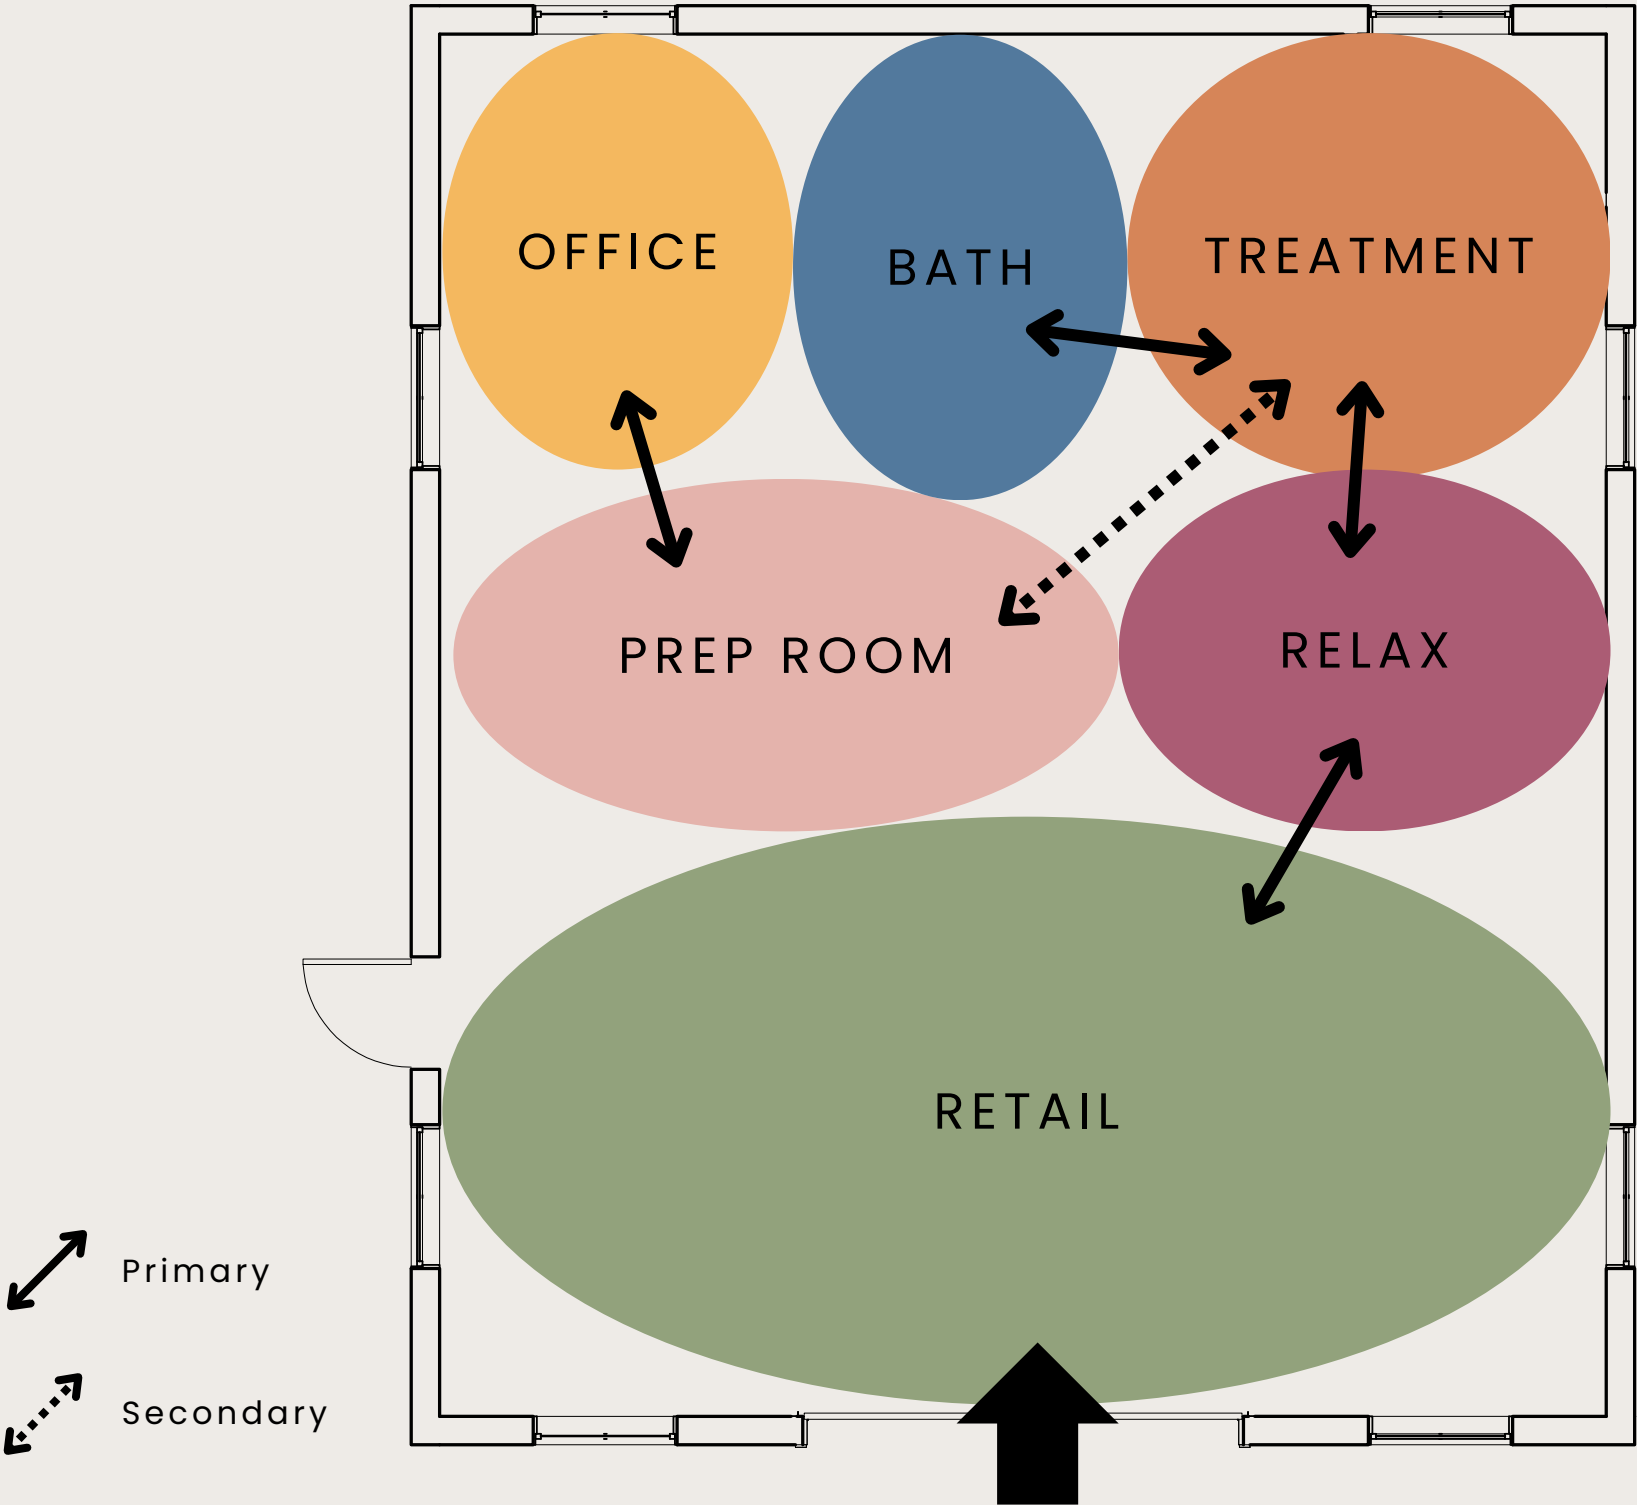 OFFICE
BATH
TREATMENT
PREP ROOM
RELAX
RETAIL
Primary
Secondary